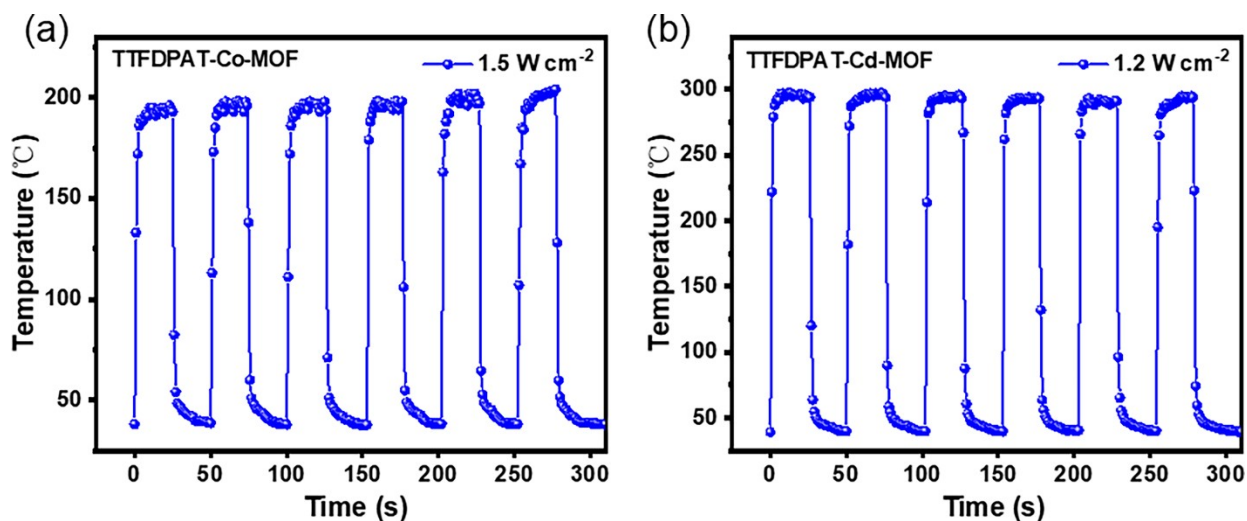 (a)
TTFDPAT-Co-MOF
1.5 W cm⁻²
Temperature (℃)
200
150
100
50
0 50 100 150 200 250 300
Time (s)
(b)
TTFDPAT-Cd-MOF
1.2 W cm⁻²
Temperature (℃)
300
250
200
150
100
50
0 50 100 150 200 250 300
Time (s)